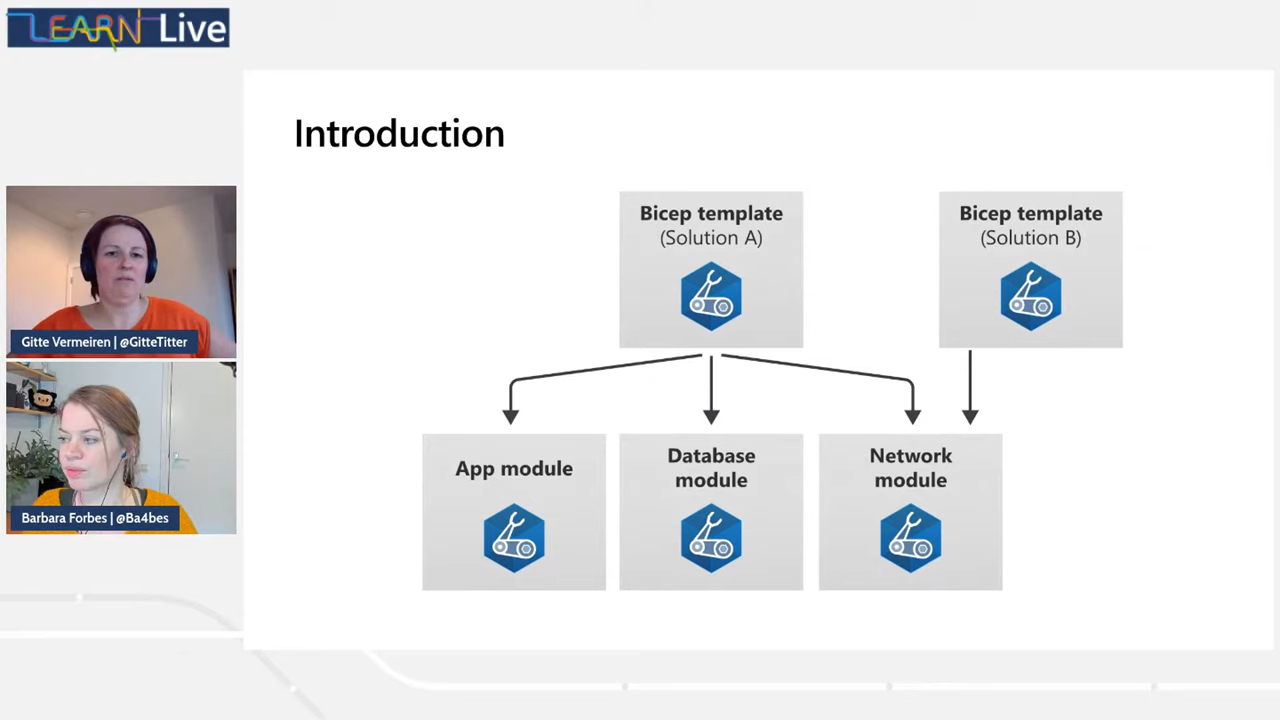 LEARN Live
Introduction
Bicep template
(Solution A)
Bicep template
(Solution B)
App module
Database
module
Network
module
Gitte Vermeiren | @GitteTitter
Barbara Forbes | @Ba4bes